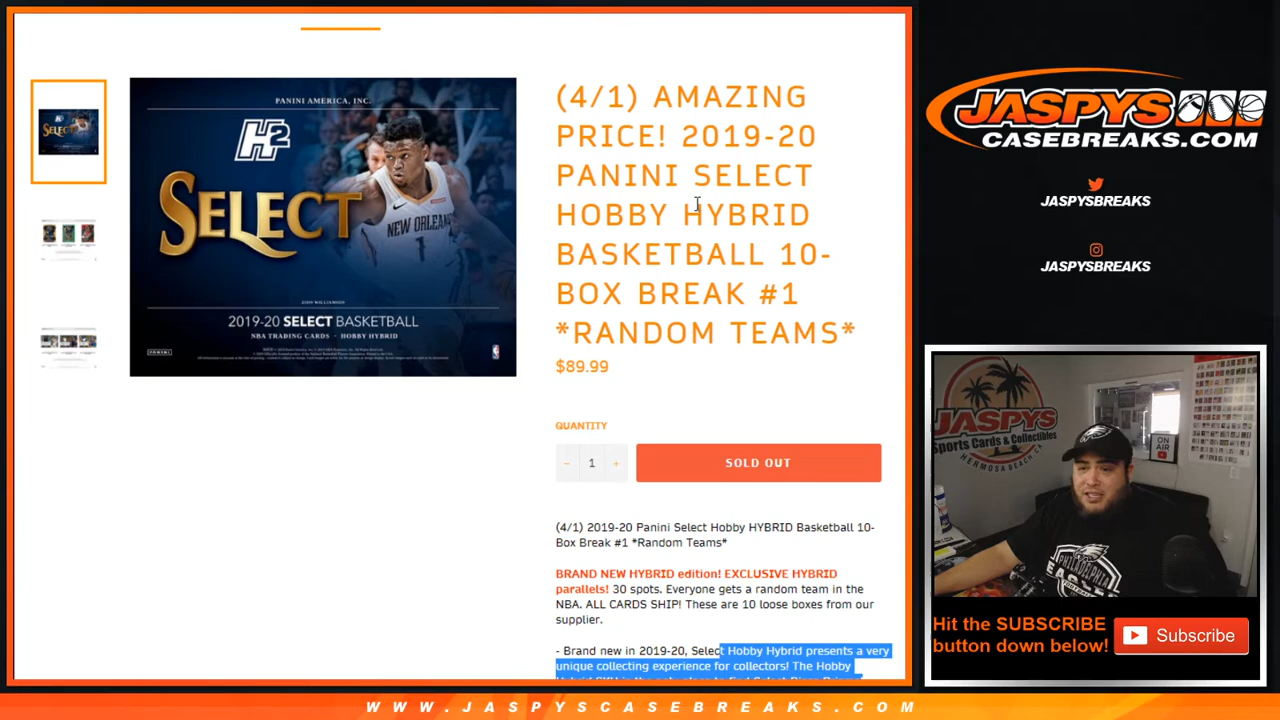 PANINI AMERICA, INC.
H2
SELECT
NEW ORLEANS
1
ZION WILLIAMSON
2019-20 SELECT BASKETBALL
NBA TRADING CARDS • HOBBY HYBRID
PANINI
(4/1) AMAZING
PRICE! 2019-20
PANINI SELECT
HOBBY HYBRID
BASKETBALL 10-
BOX BREAK #1
*RANDOM TEAMS*
$89.99
QUANTITY
− 1 +
SOLD OUT
(4/1) 2019-20 Panini Select Hobby HYBRID Basketball 10-
Box Break #1 *Random Teams*
BRAND NEW HYBRID edition! EXCLUSIVE HYBRID
parallels! 30 spots. Everyone gets a random team in the
NBA. ALL CARDS SHIP! These are 10 loose boxes from our
supplier.
- Brand new in 2019-20, Select Hobby Hybrid presents a very
unique collecting experience for collectors! The Hobby
JASPYS
CASEBREAKS.COM
JASPYSBREAKS
JASPYSBREAKS
JASPYS
Sports Cards & Collectibles
HERMOSA BEACH, CA
ON
AIR
PHILADELPHIA
Hit the SUBSCRIBE
button down below!
Subscribe
WWW.JASPYSCASEBREAKS.COM